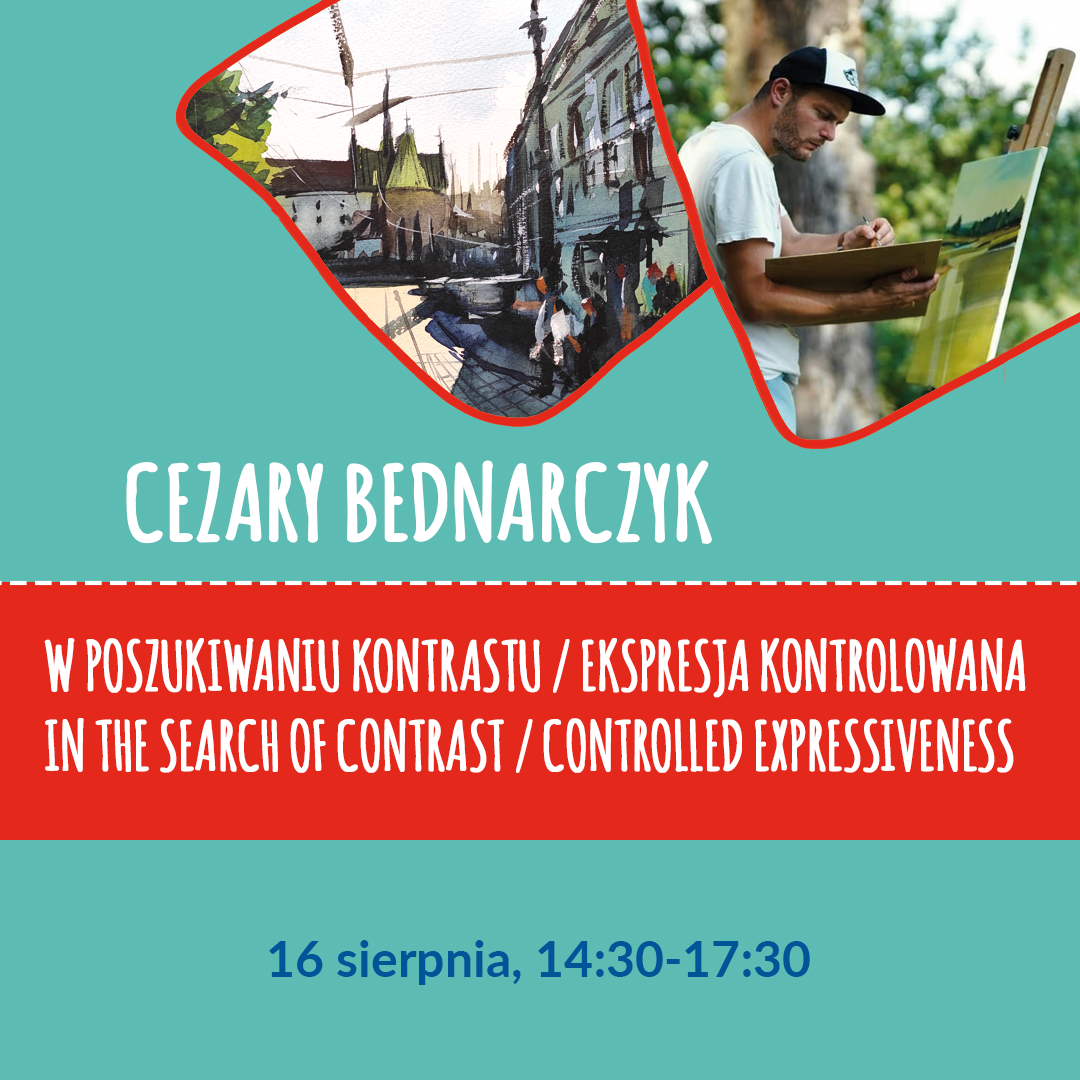 CEZARY BEDNARCZYK
W POSZUKIWANIU KONTRASTU / EKSPRESJA KONTROLOWANA
IN THE SEARCH OF CONTRAST / CONTROLLED EXPRESSIVENESS
16 sierpnia, 14:30-17:30